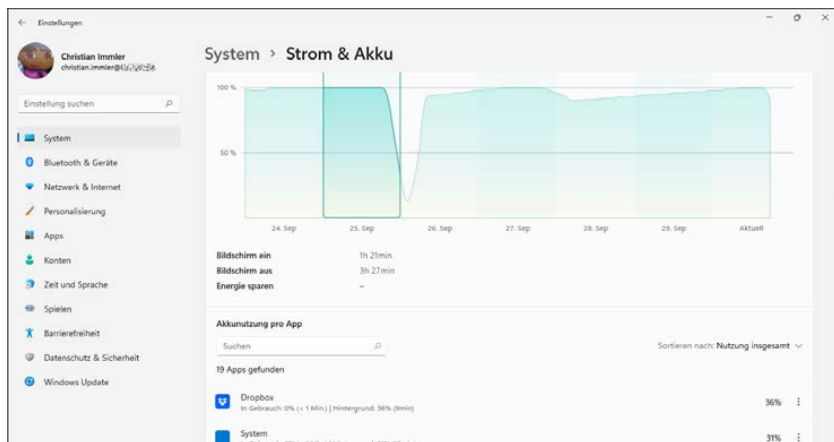 Einstellungen
Christian Immler
christian.immler@
Einstellung suchen
System
Bluetooth & Geräte
Netzwerk & Internet
Personalisierung
Apps
Konten
Zeit und Sprache
Spielen
Barrierefreiheit
Datenschutz & Sicherheit
Windows Update
System > Strom & Akku
100 %
50 %
24. Sep 25. Sep 26. Sep 27. Sep 28. Sep 29. Sep Aktuell
Bildschirm ein 1h 21min
Bildschirm aus 3h 27min
Energie sparen –
Akkunutzung pro App
Suchen
Sortieren nach: Nutzung insgesamt
19 Apps gefunden
Dropbox
In Gebrauch: 0% (< 1 Min.) | Hintergrund: 36% (9min)
36%
System
31%